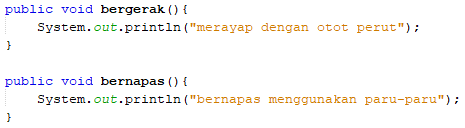 public void bergerak(){
    System.out.println("merayap dengan otot perut");
}
public void bernapas(){
    System.out.println("bernapas menggunakan paru-paru");
}